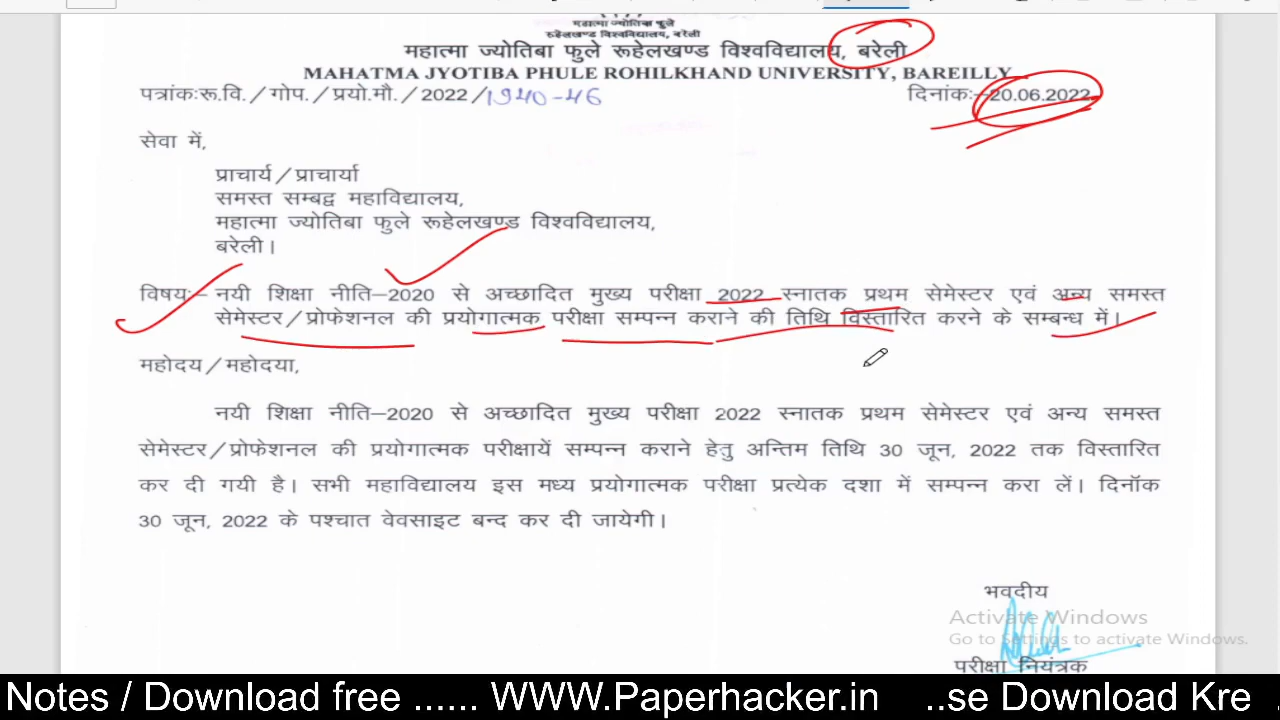 महात्मा ज्योतिबा फुले
रुहेलखण्ड विश्वविद्यालय, बरेली
महात्मा ज्योतिबा फुले रूहेलखण्ड विश्वविद्यालय, बरेली
MAHATMA JYOTIBA PHULE ROHILKHAND UNIVERSITY, BAREILLY
पत्रांकःरू.वि./गोप./प्रयो.मौ./2022/1940-46 दिनांकः–20.06.2022
सेवा में,
प्राचार्य/प्राचार्या
समस्त सम्बद्व महाविद्यालय,
महात्मा ज्योतिबा फुले रूहेलखण्ड विश्वविद्यालय,
बरेली।
विषयः– नयी शिक्षा नीति–2020 से अच्छादित मुख्य परीक्षा 2022 स्नातक प्रथम सेमेस्टर एवं अन्य समस्त
सेमेस्टर/प्रोफेशनल की प्रयोगात्मक परीक्षा सम्पन्न कराने की तिथि विस्तारित करने के सम्बन्ध में।
महोदय/महोदया,
नयी शिक्षा नीति–2020 से अच्छादित मुख्य परीक्षा 2022 स्नातक प्रथम सेमेस्टर एवं अन्य समस्त
सेमेस्टर/प्रोफेशनल की प्रयोगात्मक परीक्षायें सम्पन्न कराने हेतु अन्तिम तिथि 30 जून, 2022 तक विस्तारित
कर दी गयी है। सभी महाविद्यालय इस मध्य प्रयोगात्मक परीक्षा प्रत्येक दशा में सम्पन्न करा लें। दिनॉक
30 जून, 2022 के पश्चात वेवसाइट बन्द कर दी जायेगी।
भवदीय
Activate Windows
Go to Settings to activate Windows.
परीक्षा नियंत्रक
Notes / Download free ...... WWW.Paperhacker.in ..se Download Kre